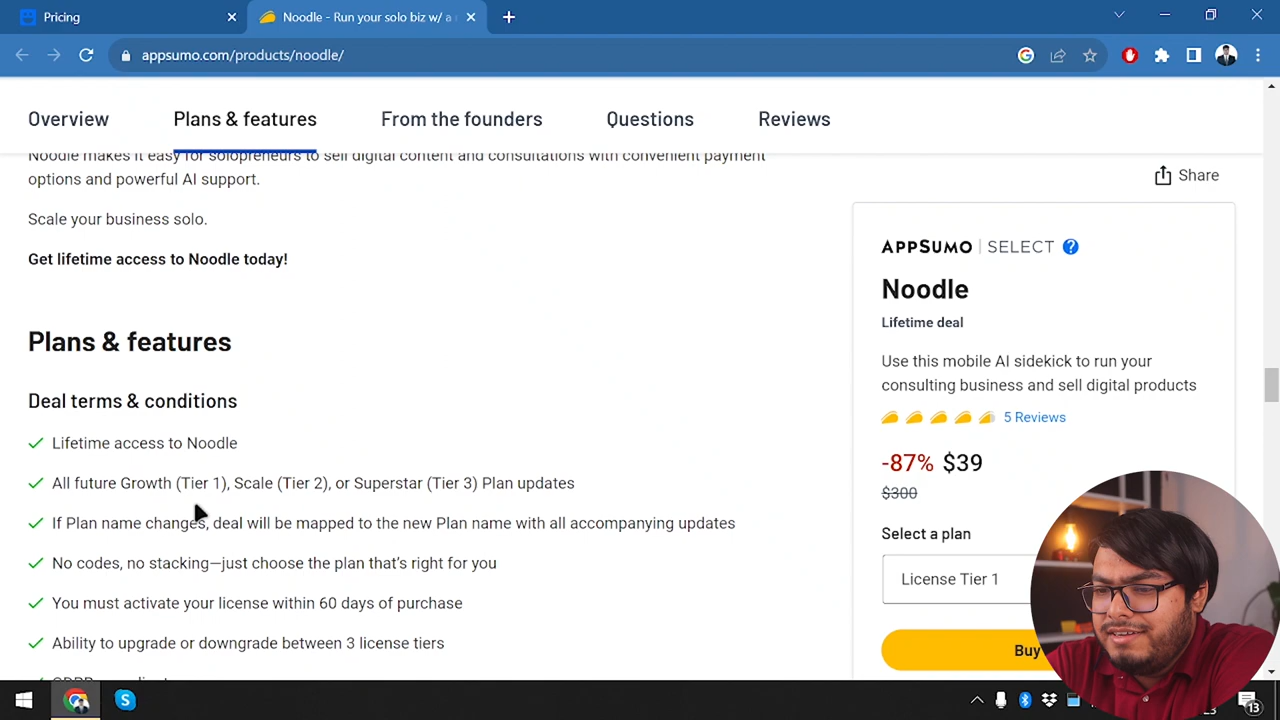 Pricing
Noodle - Run your solo biz w/ a
appsumo.com/products/noodle/
Overview
Plans & features
From the founders
Questions
Reviews
Noodle makes it easy for solopreneurs to sell digital content and consultations with convenient payment
options and powerful AI support.
Share
Scale your business solo.
Get lifetime access to Noodle today!
APPSUMO | SELECT ?
Noodle
Lifetime deal
Use this mobile AI sidekick to run your
consulting business and sell digital products
5 Reviews
-87% $39
$300
Select a plan
License Tier 1
Buy
Plans & features
Deal terms & conditions
Lifetime access to Noodle
All future Growth (Tier 1), Scale (Tier 2), or Superstar (Tier 3) Plan updates
If Plan name changes, deal will be mapped to the new Plan name with all accompanying updates
No codes, no stacking—just choose the plan that's right for you
You must activate your license within 60 days of purchase
Ability to upgrade or downgrade between 3 license tiers
13